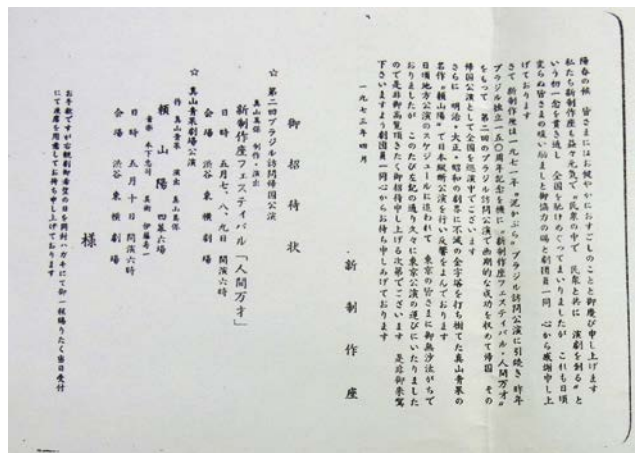 陽春の候 皆さまにはお健やかにおすごしのことと御慶び申し上げます
私たち新制作座も益々元気で“民衆の中で 民衆と共に 演劇を創る”と
いう初一念を貫き通し 全国を駈けめぐってまいりましたが これも日頃
変らぬ皆さまの暖い励ましと御協力の賜と劇団員一同 心から感謝申し上
げております
さて 新制作座は一九七一年“泥かぶら”ブラジル訪問公演に引続き 昨年
ブラジル独立一五〇周年記念を機に“新制作座フェスティバル・人間万才”
をもって 第二回のブラジル訪問公演で画期的な成功を収めて帰国 その
帰国公演として全国を巡演中でございます
さらに 明治・大正・昭和の劇界に不滅の金字塔を打ち樹てた真山青果の
名作“頼山陽”で日本縦断公演を行い反響をよんでおります
日頃地方公演のスケジュールに追われて 東京の皆さまに御無沙汰がちで
おりましたが このたび左記の通り久々に東京公演の運びにいたりました
ので是非御高覧頂きたく御招待申し上げる次第でございます 是非御来駕
下さいますよう劇団員一同心からお待ち申しあげております
一九七三年四月
新制作座
御招待状
☆ 第二回ブラジル訪問帰国公演
真山美保 制作・演出
新制作座フェスティバル「人間万才」
日時 五月七、八、九日 開演六時
会場 渋谷 東横劇場
☆ 真山青果劇場公演
作 真山青果 演出 真山美保
頼山陽 四幕六場
音楽 木下忠司 美術 伊藤寿一
日時 五月十日 開演六時
会場 渋谷 東横劇場
様
お手数ですが御観劇御希望の日を同封ハガキにて御一報賜りたく当日受付
にて座席を用意してお待ち申し上げております